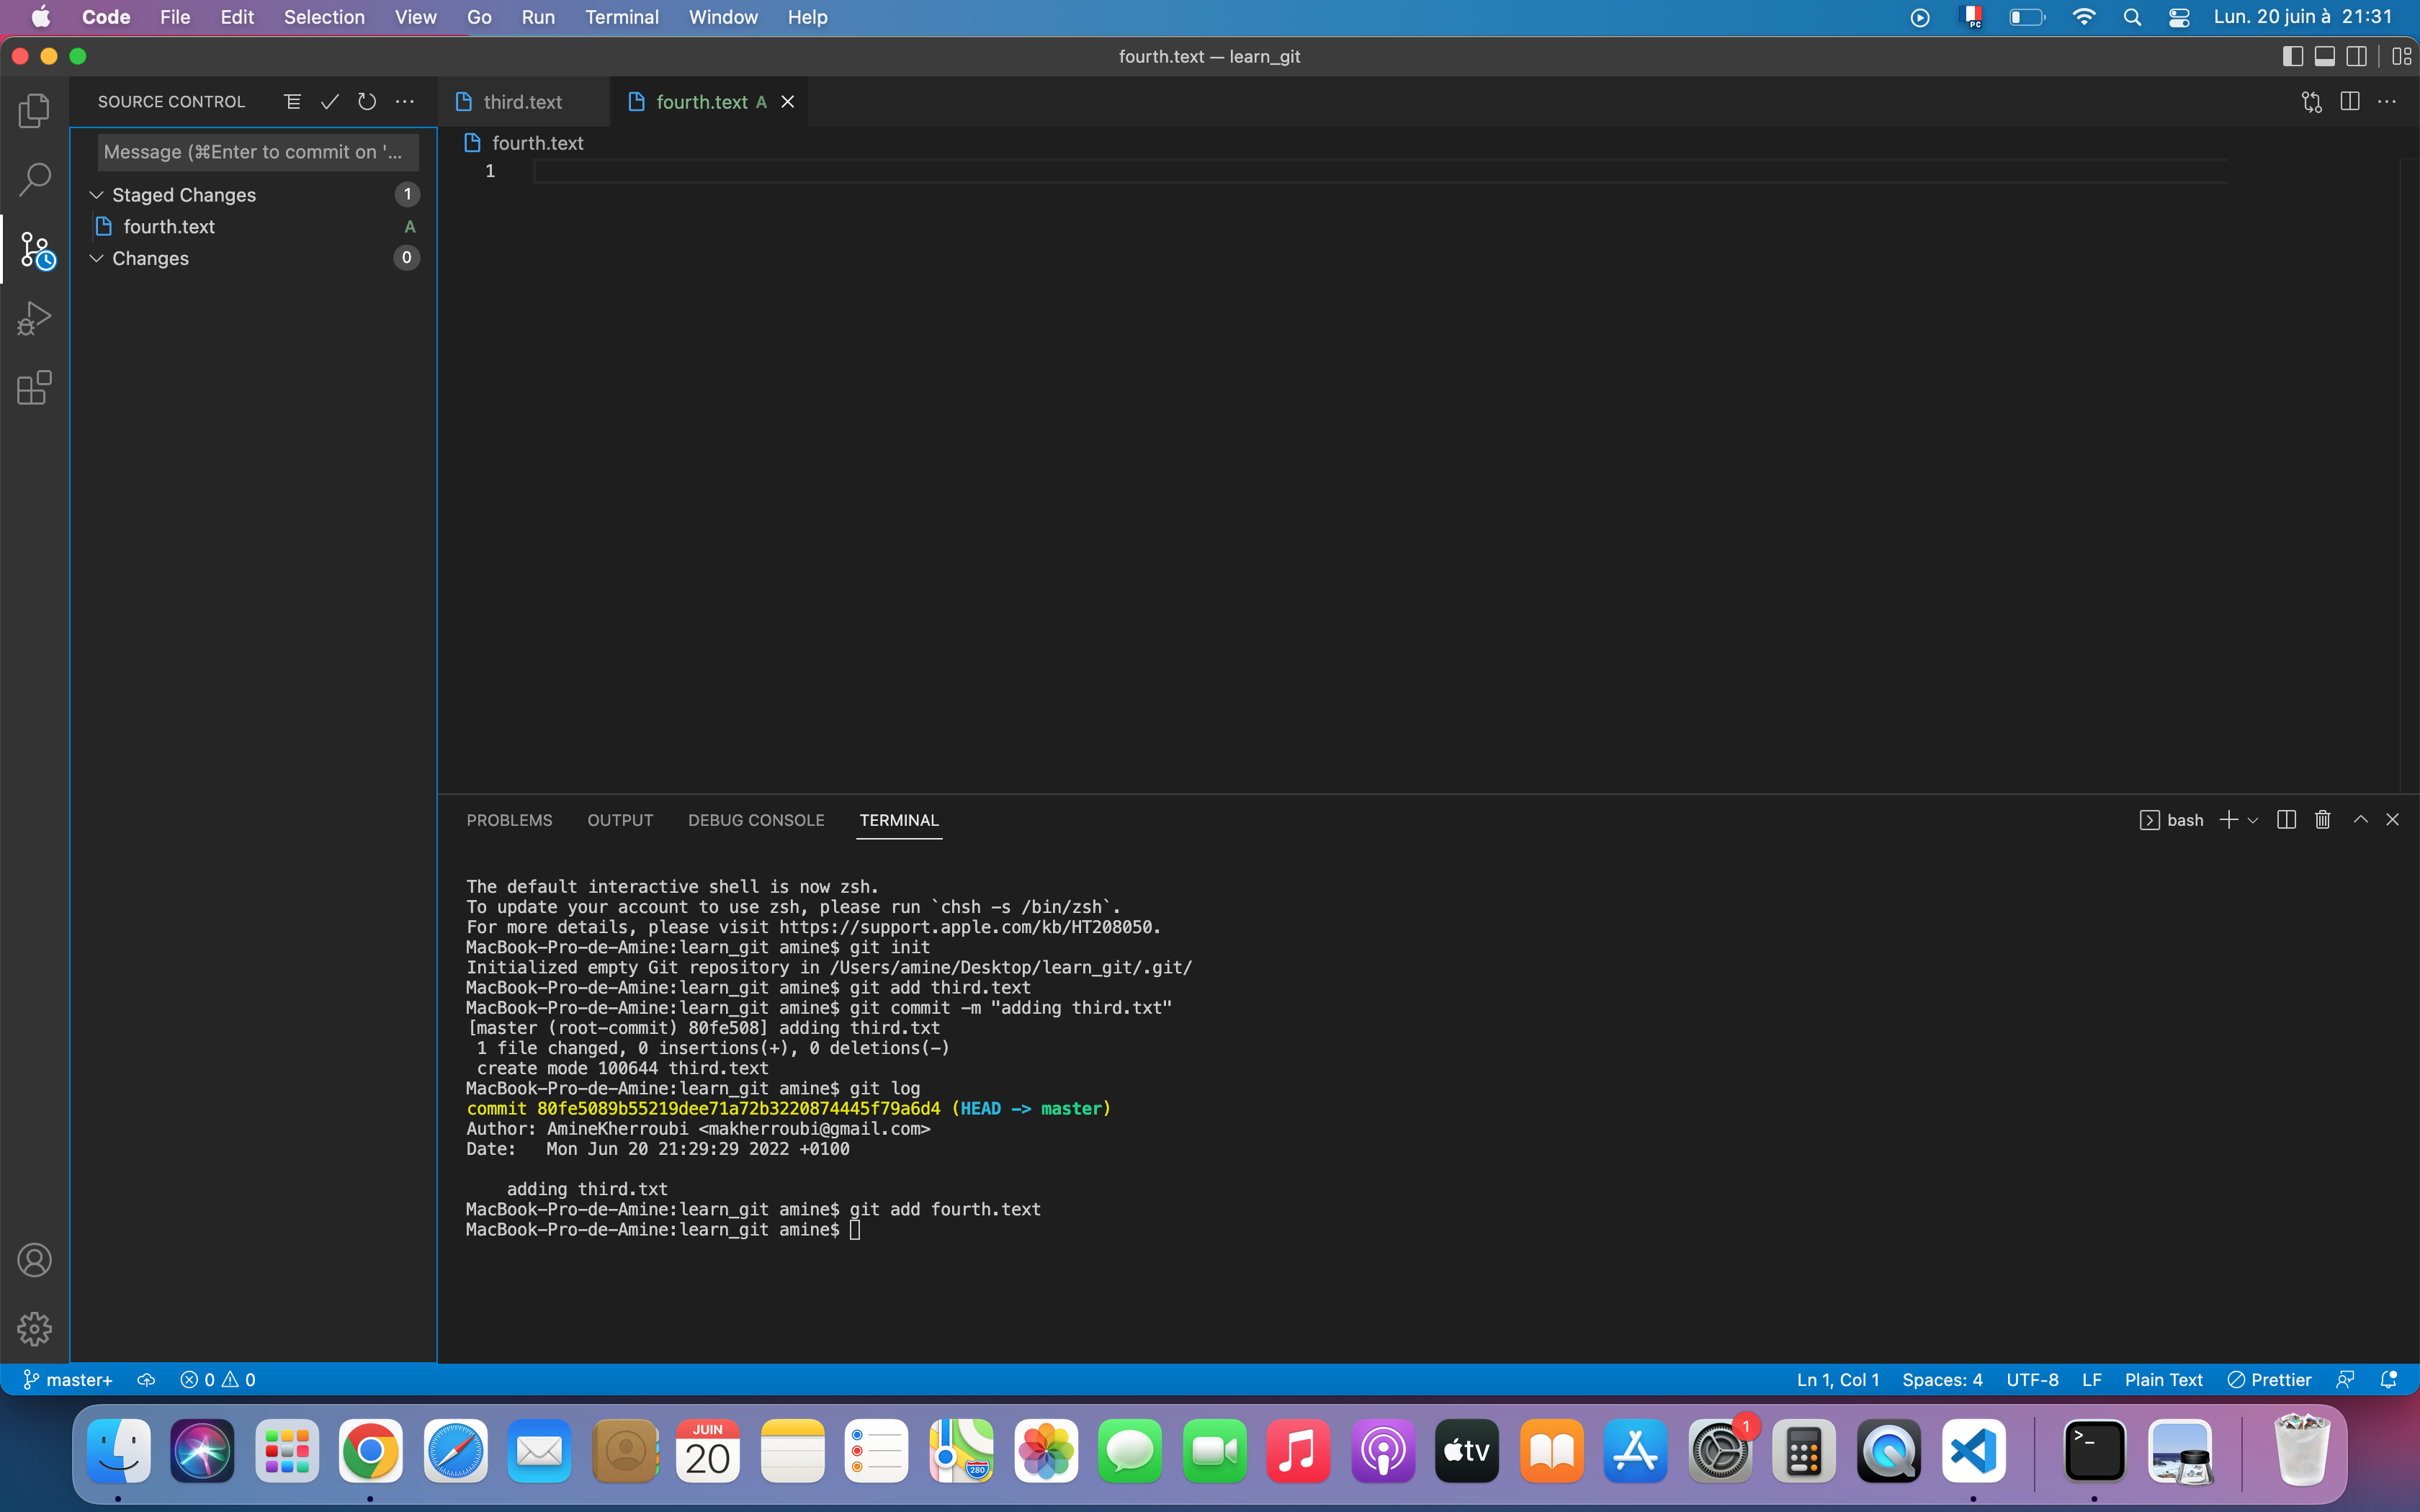 Code File Edit Selection View Go Run Terminal Window Help PC Lun. 20 juin à 21:31
fourth.text — learn_git
SOURCE CONTROL
third.text fourth.text A
Message (⌘Enter to commit on '...
fourth.text
1
Staged Changes 1
fourth.text A
Changes 0
PROBLEMS OUTPUT DEBUG CONSOLE TERMINAL bash
The default interactive shell is now zsh.
To update your account to use zsh, please run `chsh -s /bin/zsh`.
For more details, please visit https://support.apple.com/kb/HT208050.
MacBook-Pro-de-Amine:learn_git amine$ git init
Initialized empty Git repository in /Users/amine/Desktop/learn_git/.git/
MacBook-Pro-de-Amine:learn_git amine$ git add third.text
MacBook-Pro-de-Amine:learn_git amine$ git commit -m "adding third.txt"
[master (root-commit) 80fe508] adding third.txt
1 file changed, 0 insertions(+), 0 deletions(-)
create mode 100644 third.text
MacBook-Pro-de-Amine:learn_git amine$ git log
commit 80fe5089b55219dee71a72b3220874445f79a6d4 (HEAD -> master)
Author: AmineKherroubi <makherroubi@gmail.com>
Date: Mon Jun 20 21:29:29 2022 +0100
adding third.txt
MacBook-Pro-de-Amine:learn_git amine$ git add fourth.text
MacBook-Pro-de-Amine:learn_git amine$
master+ 0 0 Ln 1, Col 1 Spaces: 4 UTF-8 LF Plain Text Prettier
JUIN
20
280
tv
1
>_